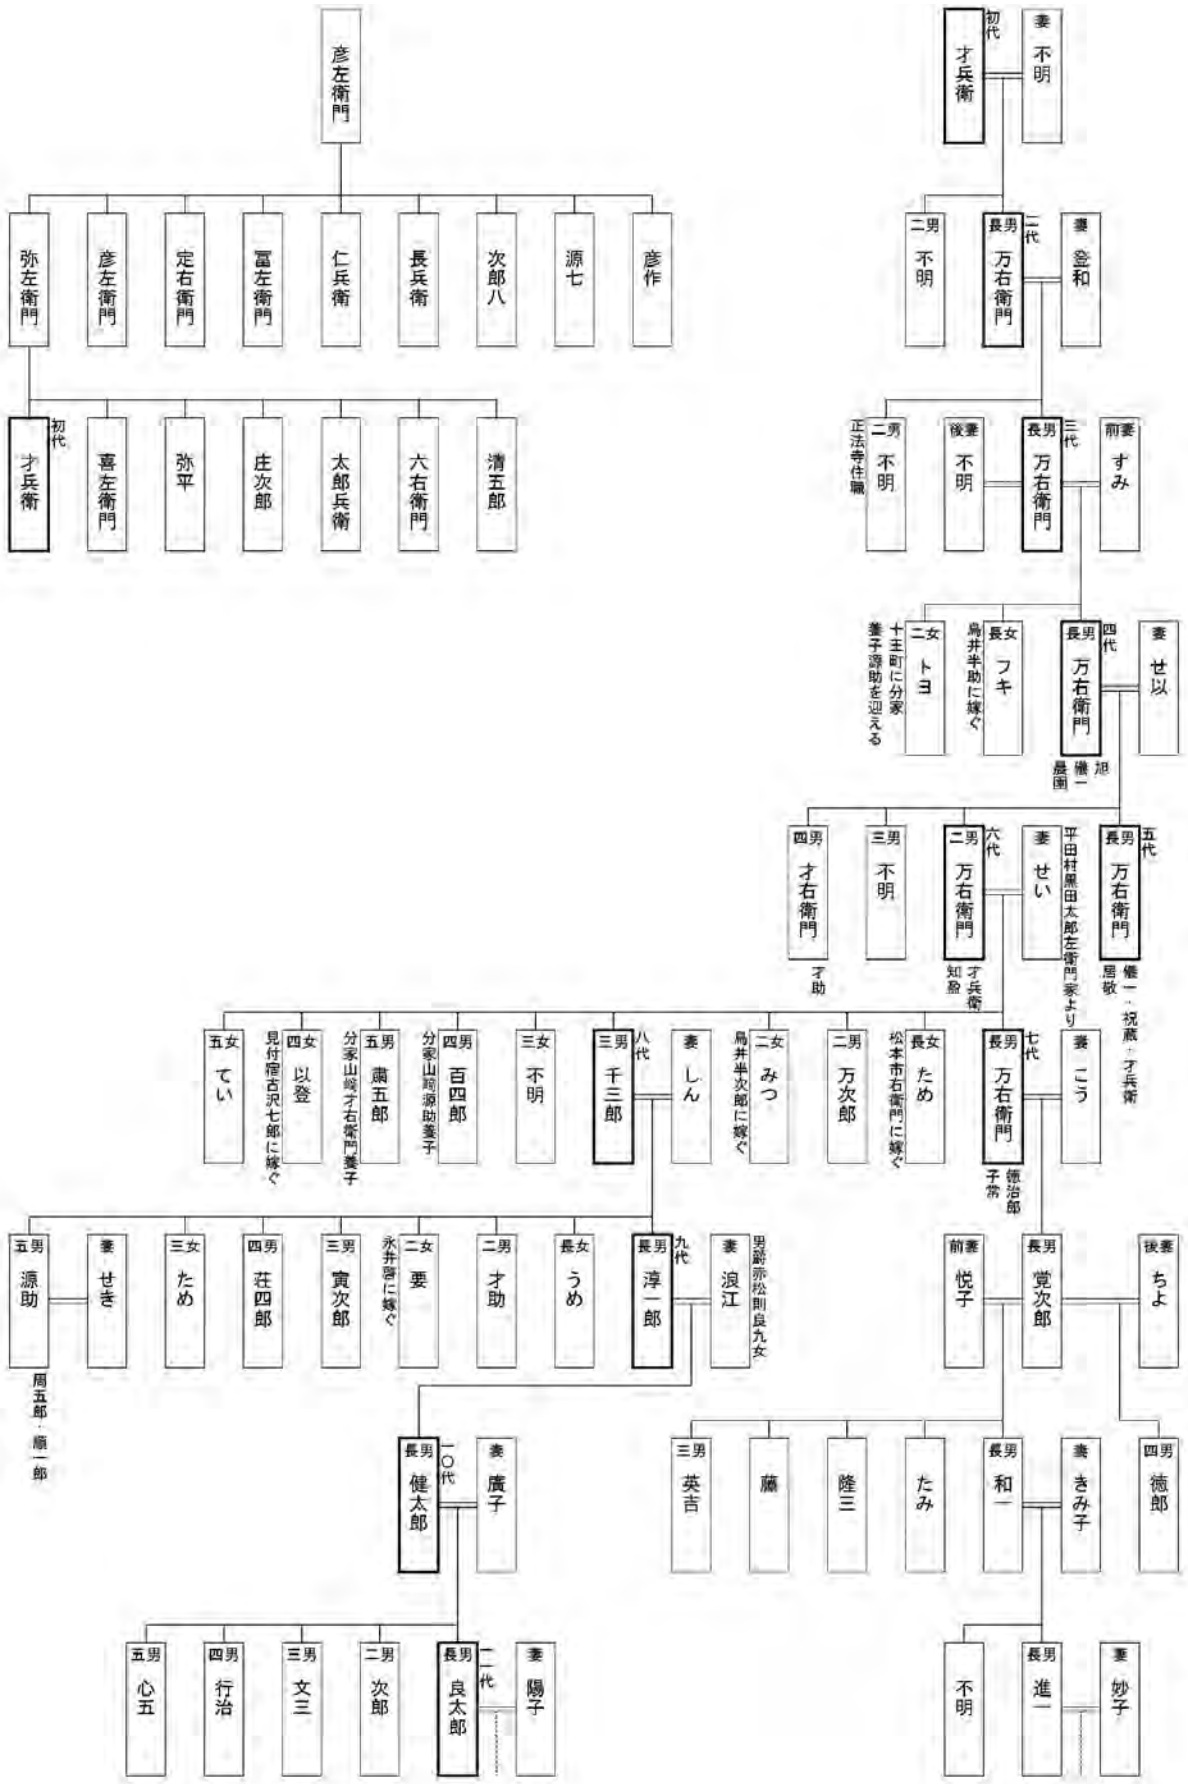 妻 不明
初代
才兵衛
彦左衛門
妻 登和
二代
長男 万右衛門
二男 不明
彦作
源七
次郎八
長兵衛
仁兵衛
冨左衛門
定右衛門
彦左衛門
弥左衛門
前妻 すみ
三代
長男 万右衛門
後妻 不明
二男 不明
正法寺住職
清五郎
六右衛門
太郎兵衛
庄次郎
弥平
喜左衛門
初代
才兵衛
妻 せ以
四代
長男 万右衛門
旭
儀一
晨園
長女 フキ
鳥井半助に嫁ぐ
二女 トヨ
十王町に分家
養子源助を迎える
五代
長男 万右衛門
儀一・祝蔵・才兵衛
居敬
妻 せい
平田村黒田太郎左衛門家より
六代
二男 万右衛門
才兵衛
知盈
三男 不明
四男 才右衛門
才助
妻 こう
七代
長男 万右衛門
徳治郎
子常
長女 ため
松本市右衛門に嫁ぐ
二男 万次郎
二女 みつ
鳥井半次郎に嫁ぐ
妻 しん
八代
三男 千三郎
三女 不明
四男 百四郎
分家山﨑源助養子
五男 粛五郎
分家山﨑才右衛門養子
四女 以登
見付宿古沢七郎に嫁ぐ
五女 てい
後妻 ちよ
長男 覚次郎
前妻 悦子
男爵赤松則良九女
妻 浪江
九代
長男 淳一郎
長女 うめ
二男 才助
二女 要
永井啓に嫁ぐ
三男 寅次郎
四男 荘四郎
三女 ため
妻 せき
五男 源助
周五郎・順一郎
四男 徳郎
妻 きみ子
長男 和一
たみ
隆三
藤
三男 英吉
妻 廣子
一〇代
長男 健太郎
妻 妙子
長男 進一
不明
妻 陽子
一一代
長男 良太郎
二男 次郎
三男 文三
四男 行治
五男 心五